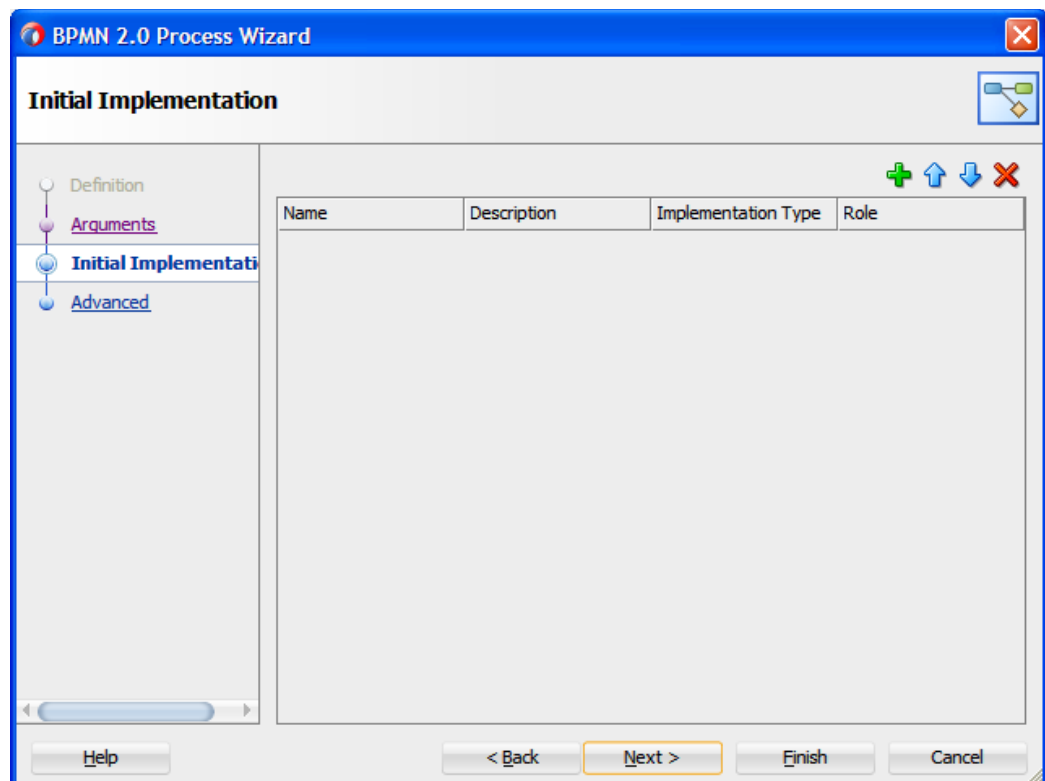 BPMN 2.0 Process Wizard
Initial Implementation
Definition
Arguments
Initial Implementati
Advanced
Name Description Implementation Type Role
Help < Back Next > Finish Cancel